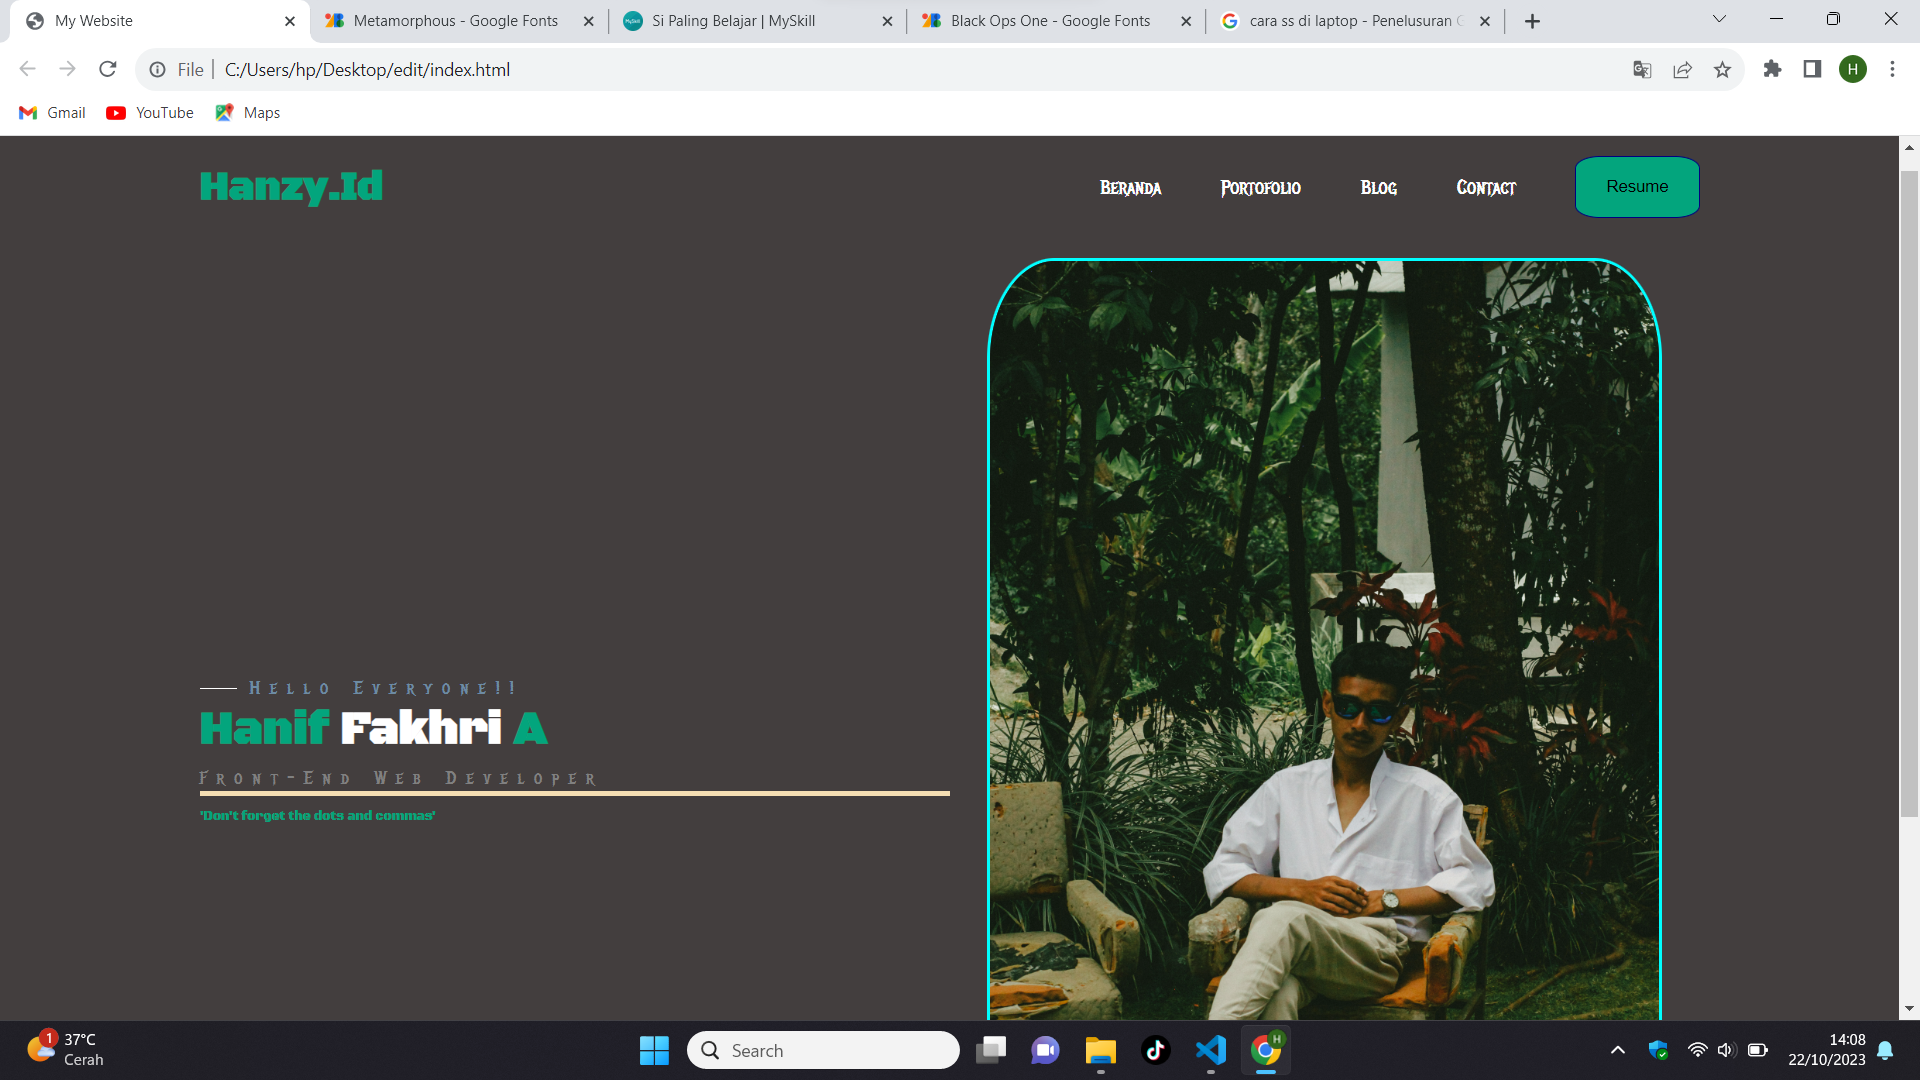 My Website
Metamorphous - Google Fonts
Si Paling Belajar | MySkill
Black Ops One - Google Fonts
cara ss di laptop - Penelusuran G
File
C:/Users/hp/Desktop/edit/index.html
H
Gmail
YouTube
Maps
Hanzy.Id
Beranda
Portofolio
Blog
Contact
Resume
Hello Everyone!!
Hanif Fakhri A
Front-End Web Developer
'Don't forget the dots and commas'
1
37°C
Cerah
Search
H
14:08
22/10/2023